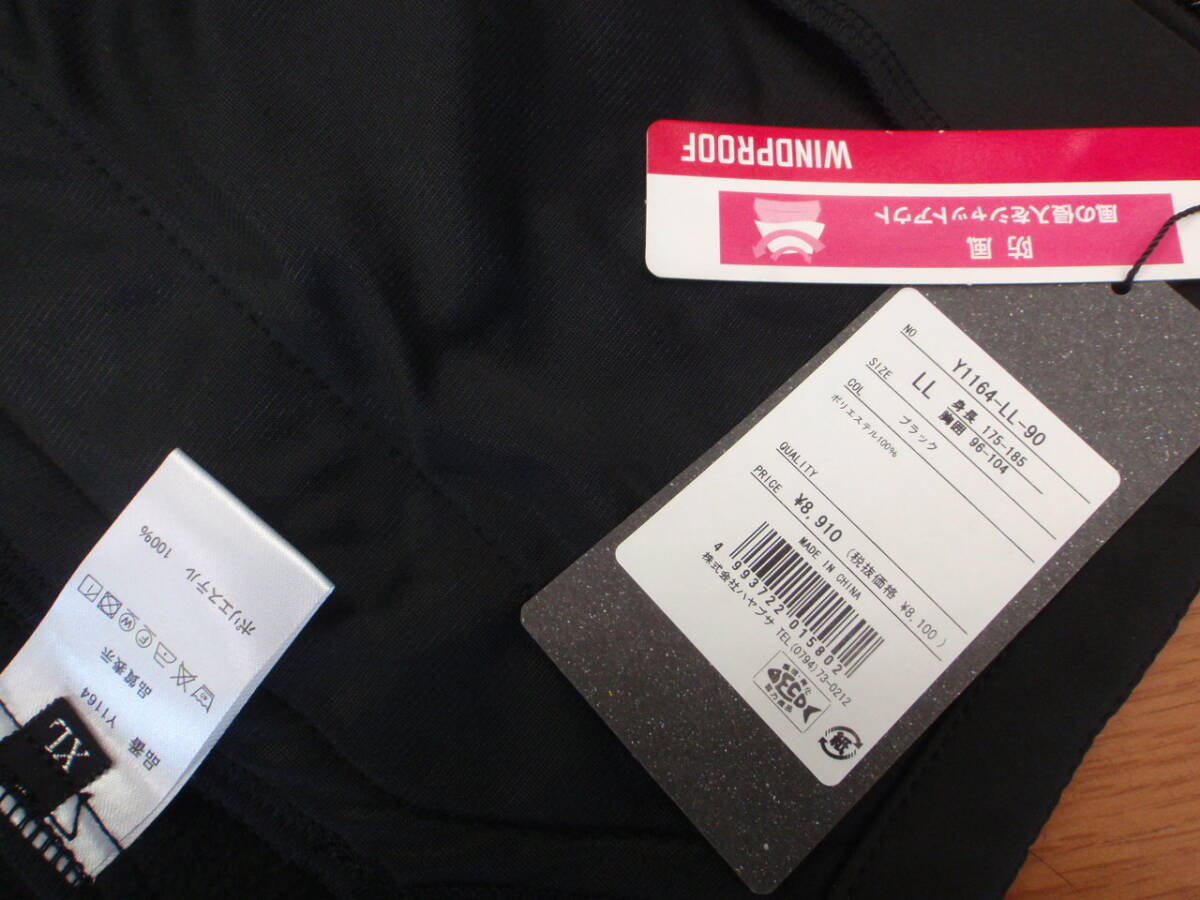 WINDPROOF
防風
風の侵入をシャットアウト
NO Y1164-LL-90
SIZE LL 身長 175-185
胸囲 96-104
COL ブラック
ポリエステル100%
QUALITY
PRICE ¥8,910 (税抜価格 ¥8,100)
MADE IN CHINA
4 993722 015802
株式会社ハヤブサ TEL(0794)73-0212
紙
XL
品番 Y1164
品質表示
ポリエステル 100%